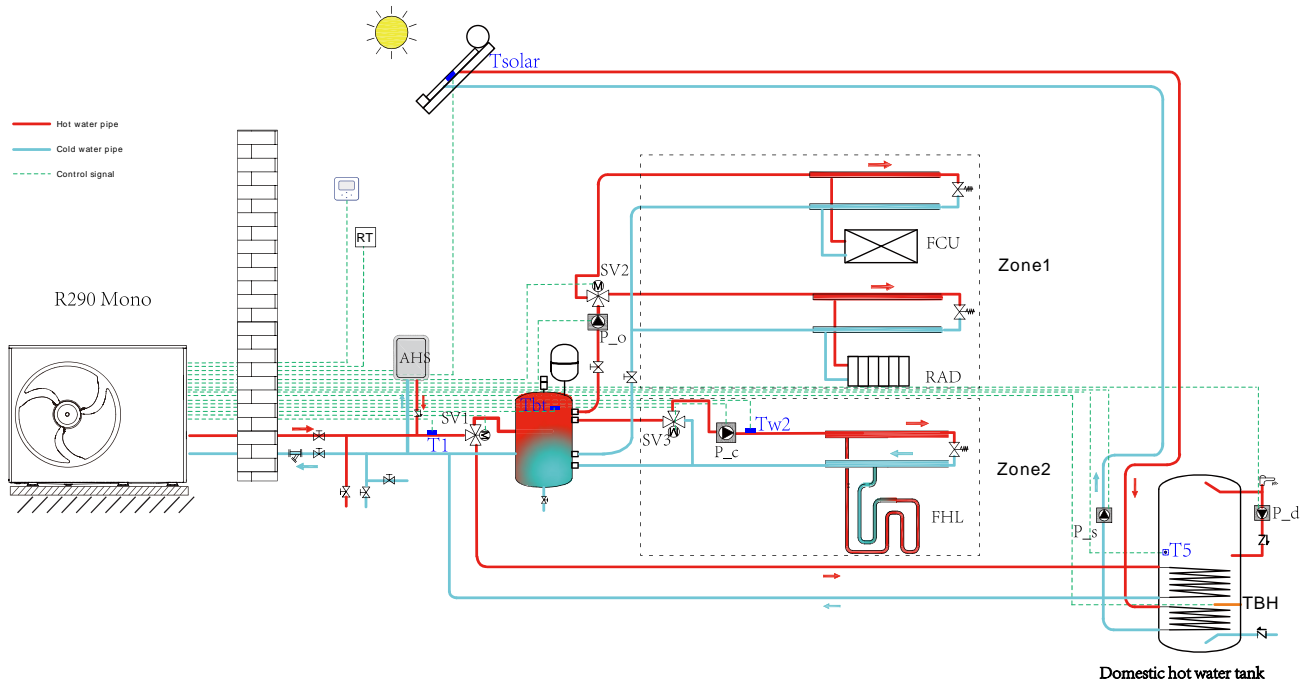 Tsolar
Hot water pipe
Cold water pipe
Control signal
RT
FCU
Zone1
SV2
M
R290 Mono
P_o
AHS
RAD
Tbt
SV1
Tw2
T1
M
SV3
M
P_c
Zone2
FHL
P_s
P_d
T5
TBH
Domestic hot water tank